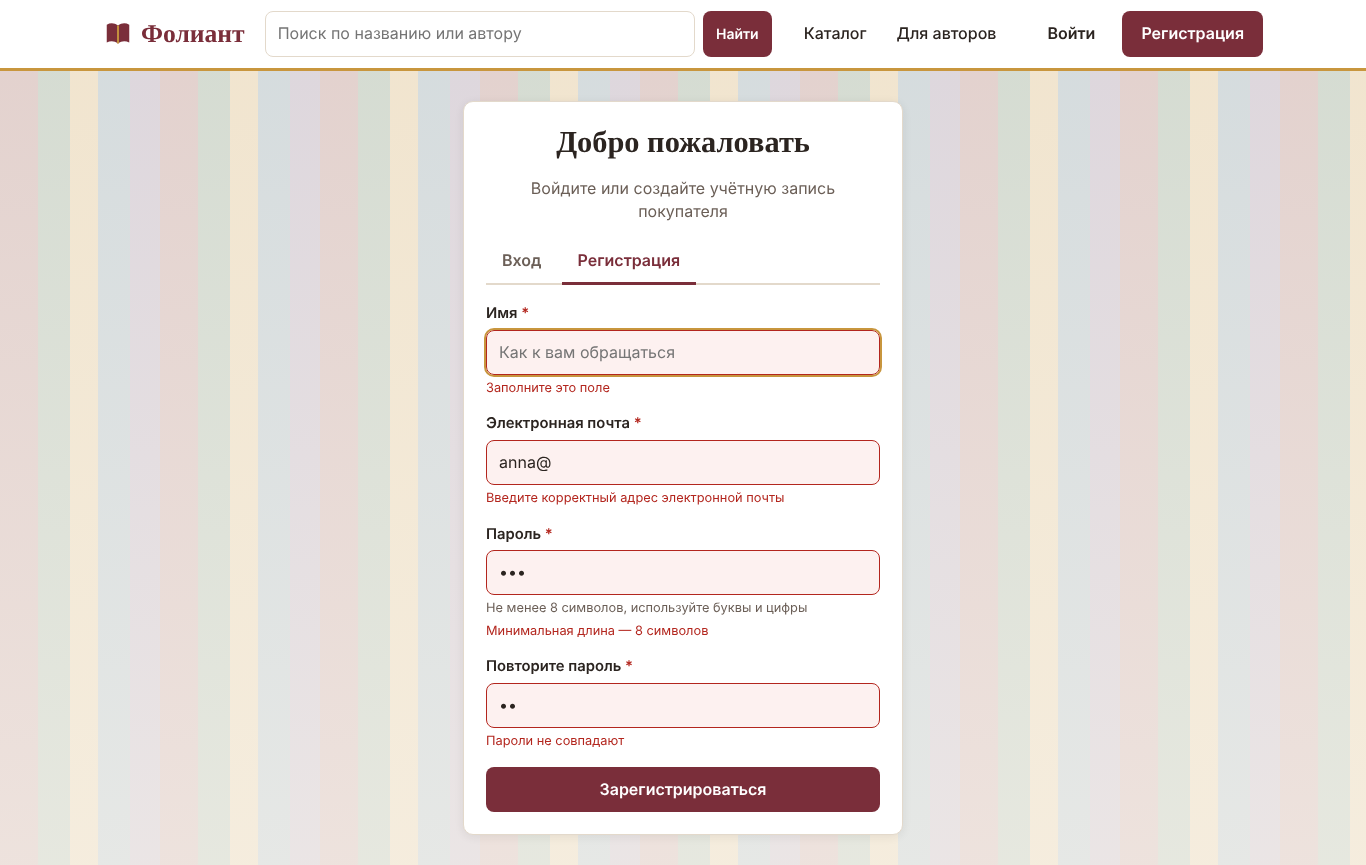 Фолиант
Поиск по названию или автору
Найти
Каталог
Для авторов
Войти
Регистрация
Добро пожаловать
Войдите или создайте учётную запись
покупателя
Вход
Регистрация
Имя *
Как к вам обращаться
Заполните это поле
Электронная почта *
anna@
Введите корректный адрес электронной почты
Пароль *
•••
Не менее 8 символов, используйте буквы и цифры
Минимальная длина — 8 символов
Повторите пароль *
••
Пароли не совпадают
Зарегистрироваться